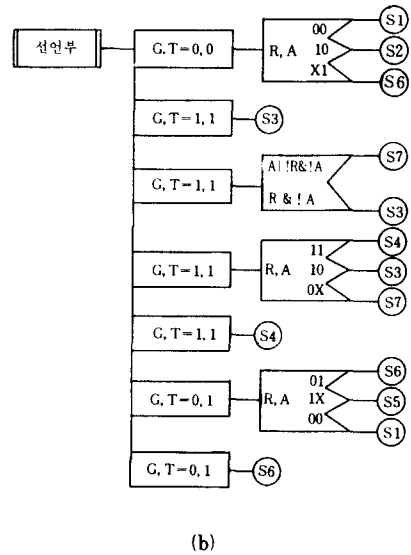 S1
선언부
G, T = 0, 0
R, A
00
10
X1
S2
S6
G, T = 1, 1
S3
G, T = 1, 1
A | !R&!A
R & ! A
S7
S3
G, T = 1, 1
R, A
11
10
0X
S4
S3
S7
G, T = 1, 1
S4
G, T = 0, 1
R, A
01
1X
00
S6
S5
S1
G, T = 0, 1
S6
(b)